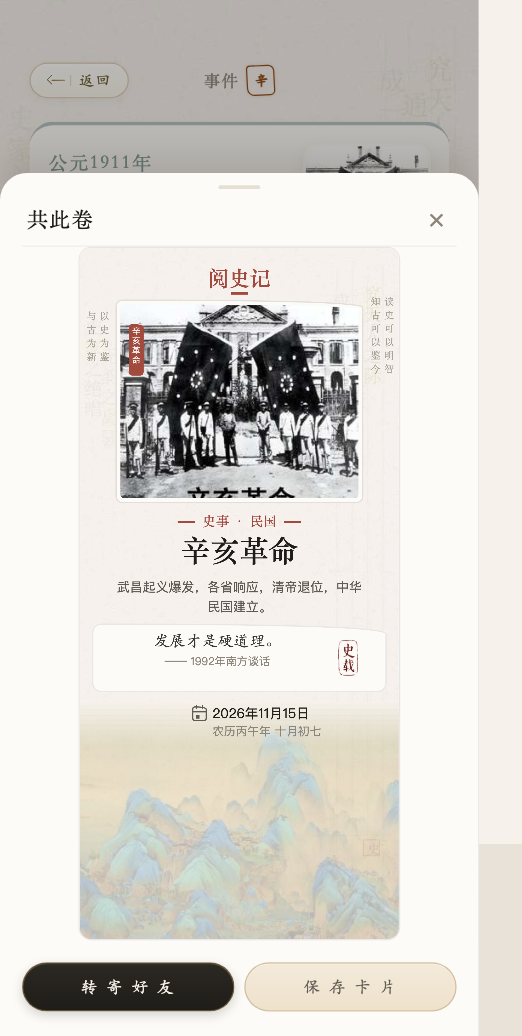 返回
事件
辛
公元1911年
共此卷
阅史记
与古为新
以史为鉴
辛亥革命
知古可以鉴今
读史可以明智
辛亥革命
史事 · 民国
辛亥革命
武昌起义爆发，各省响应，清帝退位，中华
民国建立。
发展才是硬道理。
—— 1992年南方谈话
史载
2026年11月15日
农历丙午年 十月初七
转寄好友
保存卡片